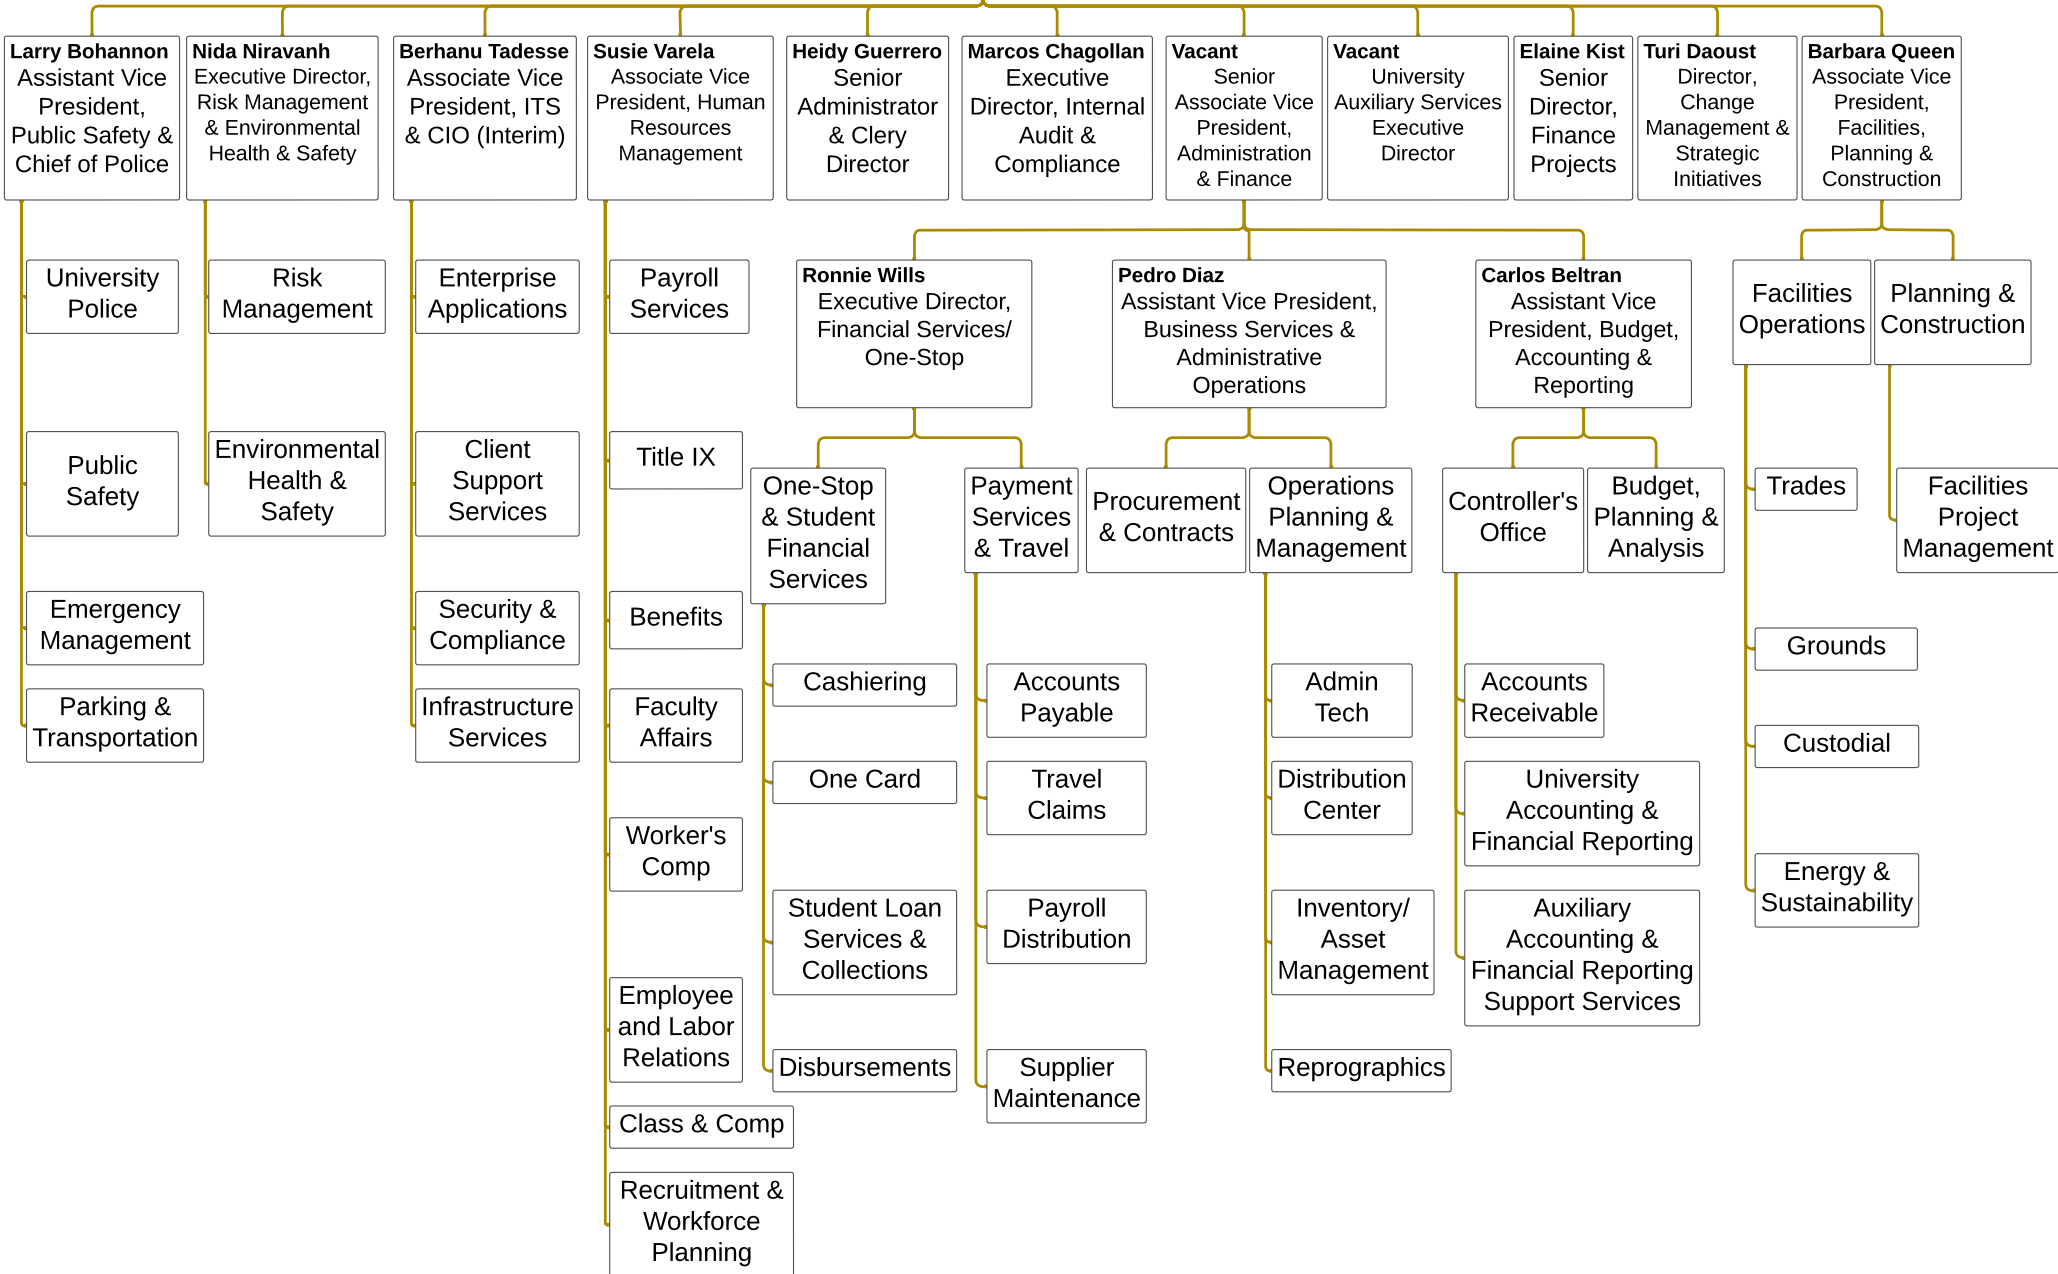 Larry Bohannon
Assistant Vice
President,
Public Safety &
Chief of Police
Nida Niravanh
Executive Director,
Risk Management
& Environmental
Health & Safety
Berhanu Tadesse
Associate Vice
President, ITS
& CIO (Interim)
Susie Varela
Associate Vice
President, Human
Resources
Management
Heidy Guerrero
Senior
Administrator
& Clery
Director
Marcos Chagollan
Executive
Director, Internal
Audit &
Compliance
Vacant
Senior
Associate Vice
President,
Administration
& Finance
Vacant
University
Auxiliary Services
Executive
Director
Elaine Kist
Senior
Director,
Finance
Projects
Turi Daoust
Director,
Change
Management &
Strategic
Initiatives
Barbara Queen
Associate Vice
President,
Facilities,
Planning &
Construction
University
Police
Public
Safety
Emergency
Management
Parking &
Transportation
Risk
Management
Environmental
Health &
Safety
Enterprise
Applications
Client
Support
Services
Security &
Compliance
Infrastructure
Services
Payroll
Services
Title IX
Benefits
Faculty
Affairs
Worker's
Comp
Employee
and Labor
Relations
Class & Comp
Recruitment &
Workforce
Planning
Ronnie Wills
Executive Director,
Financial Services/
One-Stop
One-Stop
& Student
Financial
Services
Cashiering
One Card
Student Loan
Services &
Collections
Disbursements
Payment
Services
& Travel
Accounts
Payable
Travel
Claims
Payroll
Distribution
Supplier
Maintenance
Pedro Diaz
Assistant Vice President,
Business Services &
Administrative
Operations
Procurement
& Contracts
Operations
Planning &
Management
Admin
Tech
Distribution
Center
Inventory/
Asset
Management
Reprographics
Carlos Beltran
Assistant Vice
President, Budget,
Accounting &
Reporting
Controller's
Office
Accounts
Receivable
University
Accounting &
Financial Reporting
Auxiliary
Accounting &
Financial Reporting
Support Services
Budget,
Planning &
Analysis
Facilities
Operations
Trades
Grounds
Custodial
Energy &
Sustainability
Planning &
Construction
Facilities
Project
Management